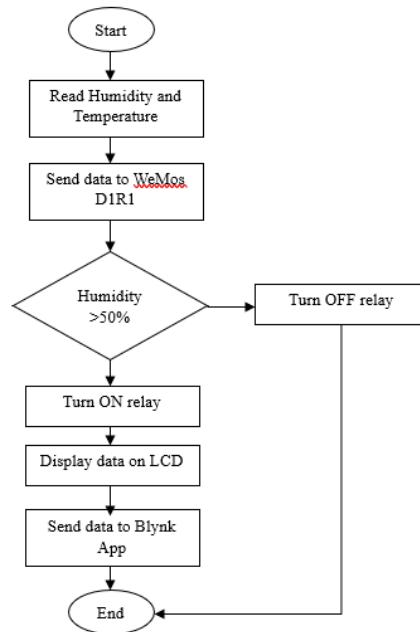 Start
Read Humidity and
Temperature
Send data to WeMos
D1R1
Humidity
>50%
Turn OFF relay
Turn ON relay
Display data on LCD
Send data to Blynk
App
End